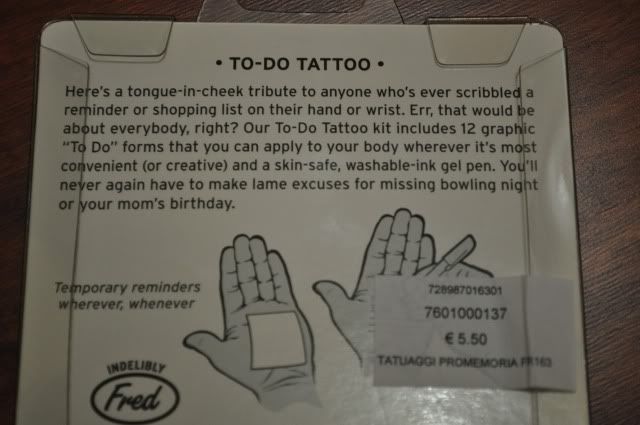 • TO-DO TATTOO •
Here's a tongue-in-cheek tribute to anyone who's ever scribbled a
reminder or shopping list on their hand or wrist. Err, that would be
about everybody, right? Our To-Do Tattoo kit includes 12 graphic
“To Do” forms that you can apply to your body wherever it's most
convenient (or creative) and a skin-safe, washable-ink gel pen. You'll
never again have to make lame excuses for missing bowling night
or your mom's birthday.
Temporary reminders
wherever, whenever
INDELIBLY
Fred
728987016301
7601000137
€ 5.50
TATUAGGI PROMEMORIA FR163